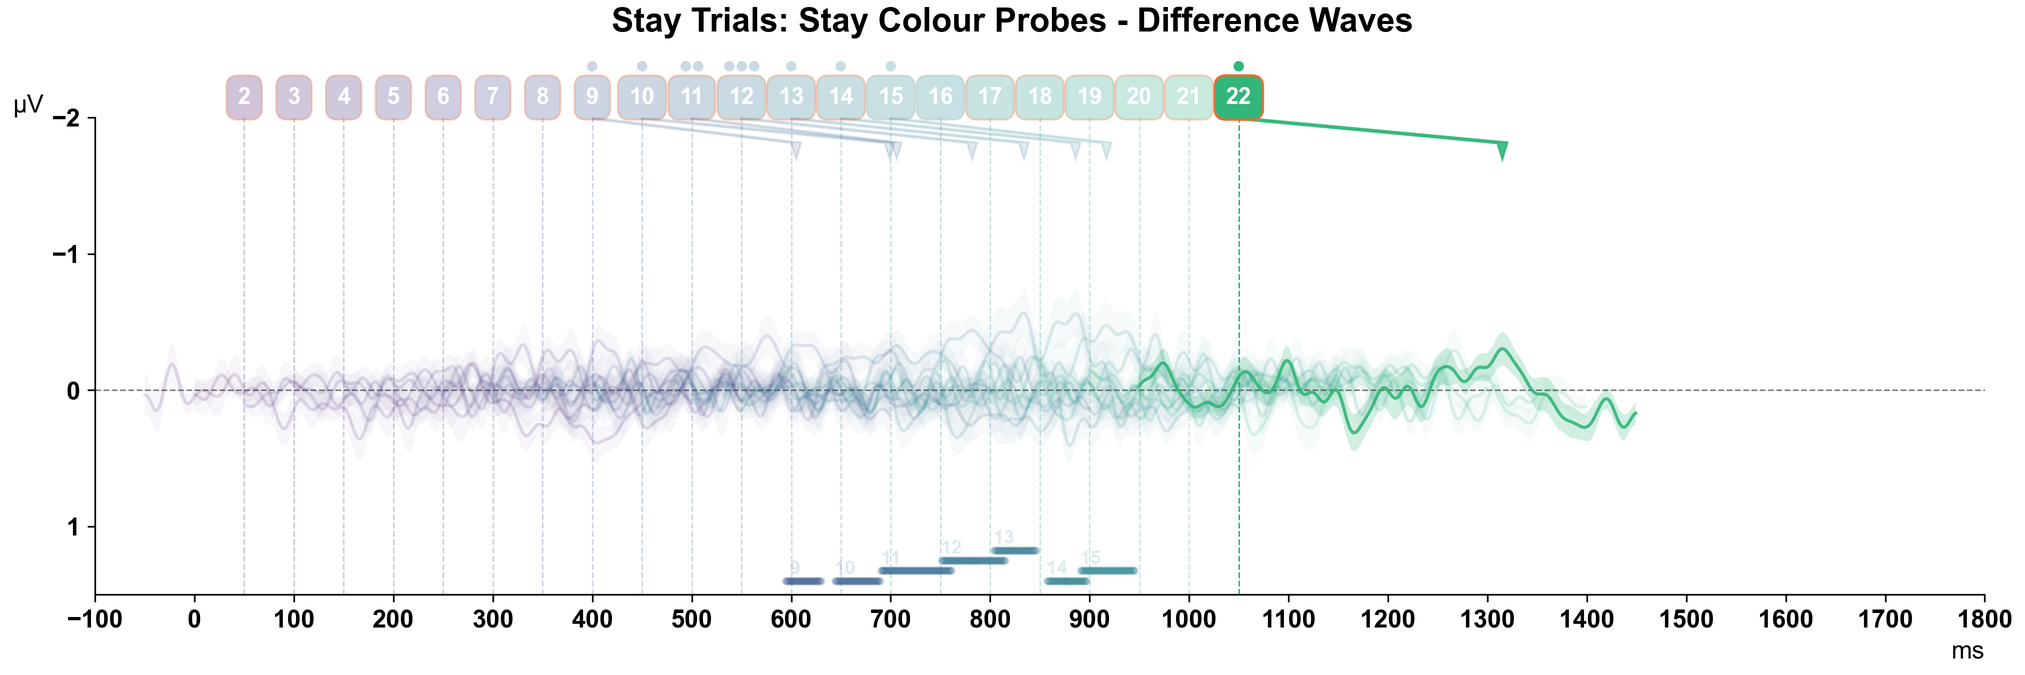 Stay Trials: Stay Colour Probes - Difference Waves
2 3 4 5 6 7 8 9 10 11 12 13 14 15 16 17 18 19 20 21 22
µV
−2
−1
0
1
13
12
11
9 10 14 15
−100 0 100 200 300 400 500 600 700 800 900 1000 1100 1200 1300 1400 1500 1600 1700 1800
ms